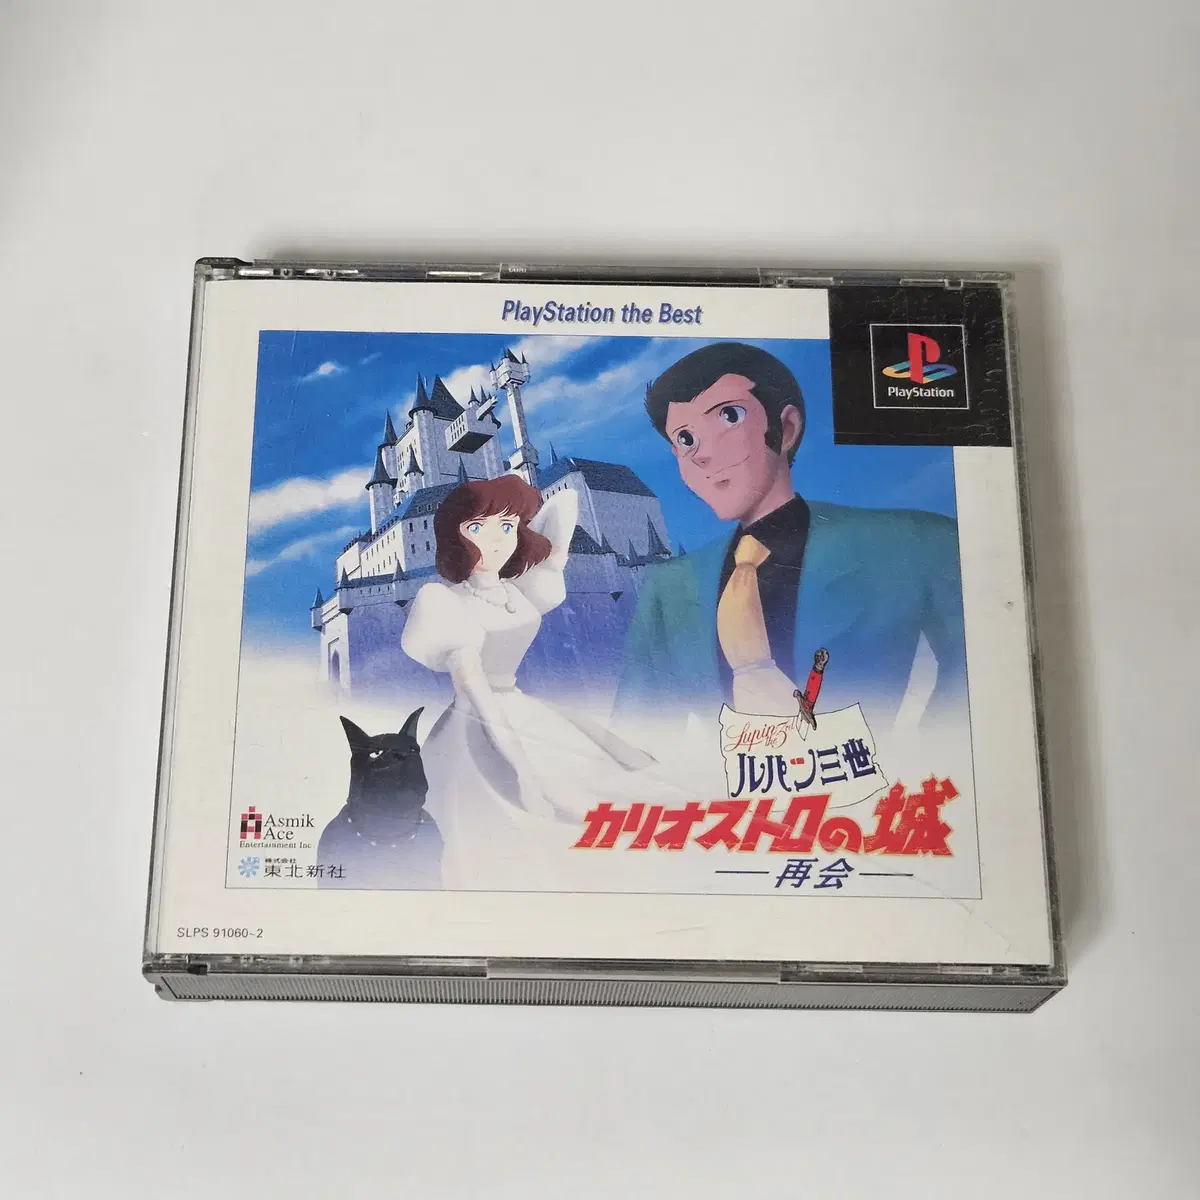 PlayStation the Best
PlayStation
Lupin
the 3rd
ルパン三世
カリオストロの城
再会
Asmik
Ace
Entertainment Inc
株式会社
東北新社
SLPS 91060~2